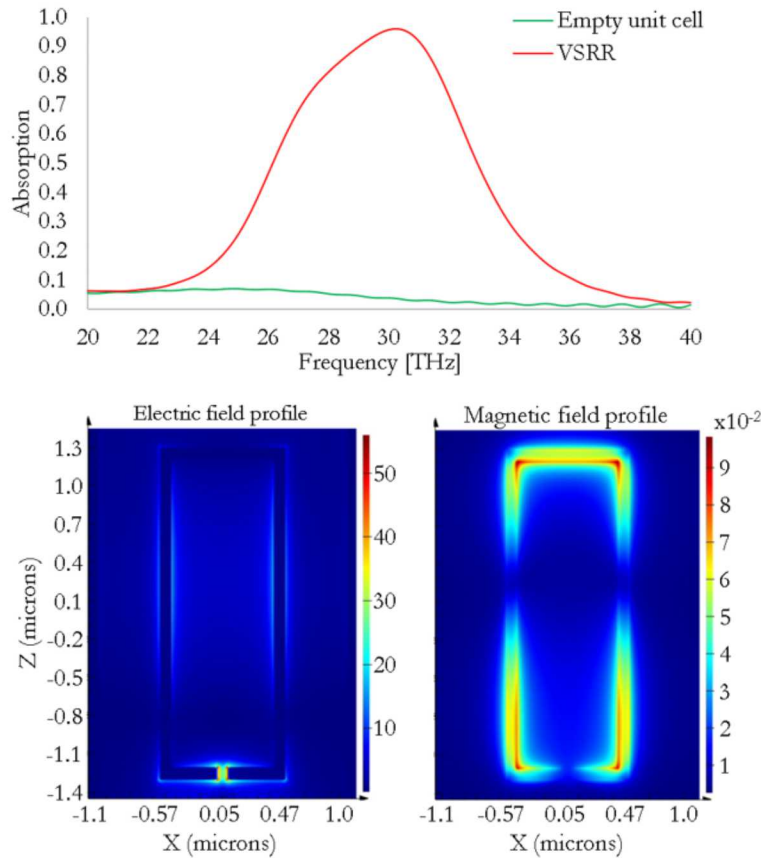 Empty unit cell
VSRR
Absorption
1.0
0.9
0.8
0.7
0.6
0.5
0.4
0.3
0.2
0.1
0.0
20 22 24 26 28 30 32 34 36 38 40
Frequency [THz]
Electric field profile
Z (microns)
1.3
1.0
0.7
0.4
0.1
-0.2
-0.5
-0.8
-1.1
-1.4
-1.1 -0.57 0.05 0.47 1.0
X (microns)
50
40
30
20
10
Magnetic field profile
x10-2
9
8
7
6
5
4
3
2
1
-1.1 -0.57 0.05 0.47 1.0
X (microns)